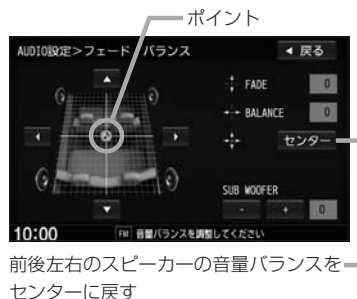 ポイント
AUDIO設定>フェード バランス
◀ 戻る
FADE 0
BALANCE 0
センター
SUB WOOFER
- + 0
10:00
FM 音量バランスを調整してください
前後左右のスピーカーの音量バランスを
センターに戻す